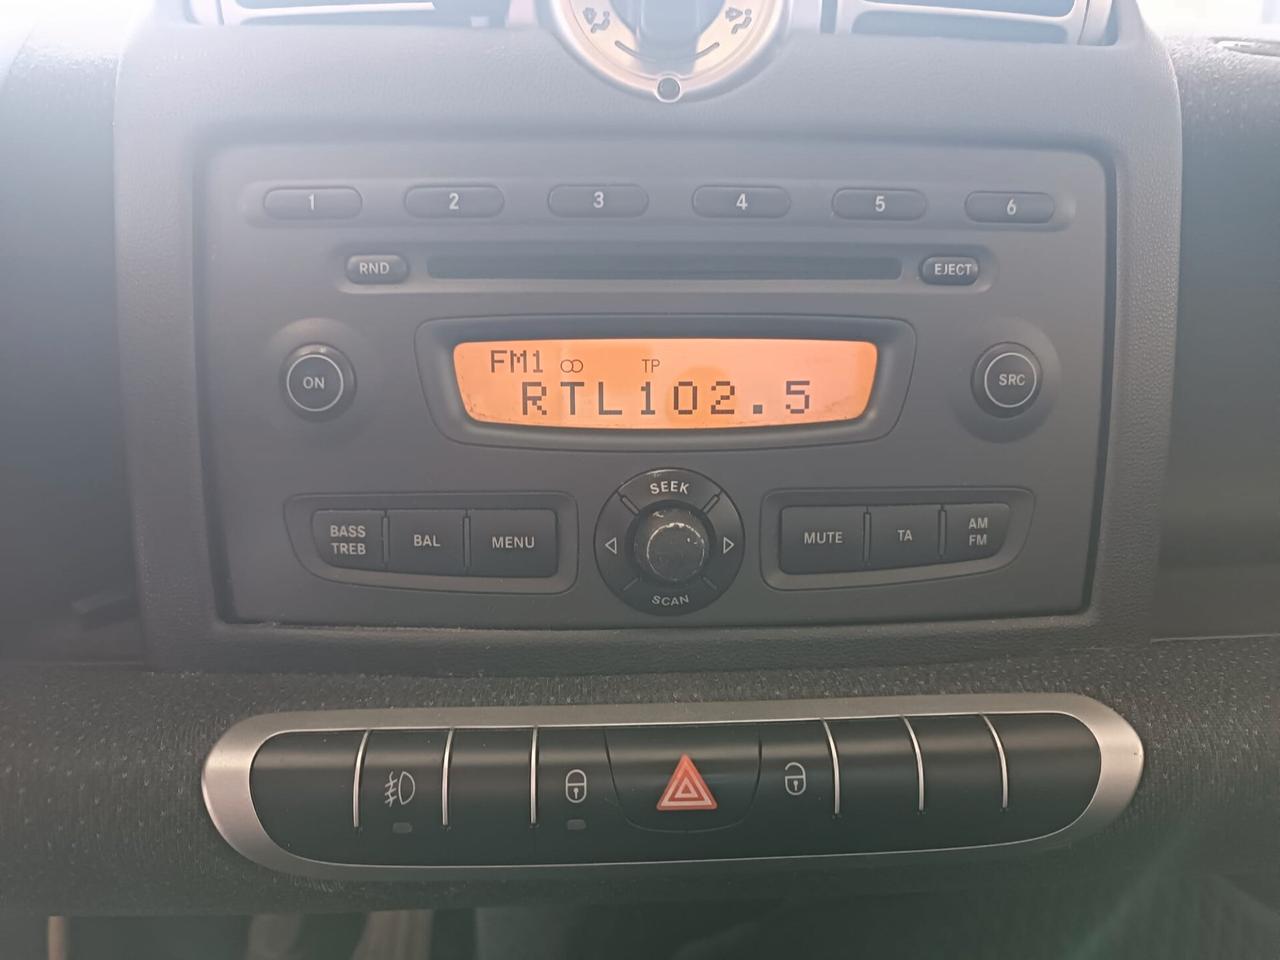 1 2 3 4 5 6
RND EJECT
ON
FM1 TP
RTL102.5
SRC
SEEK
BASS
TREB
BAL
MENU
SCAN
MUTE
TA
AM
FM